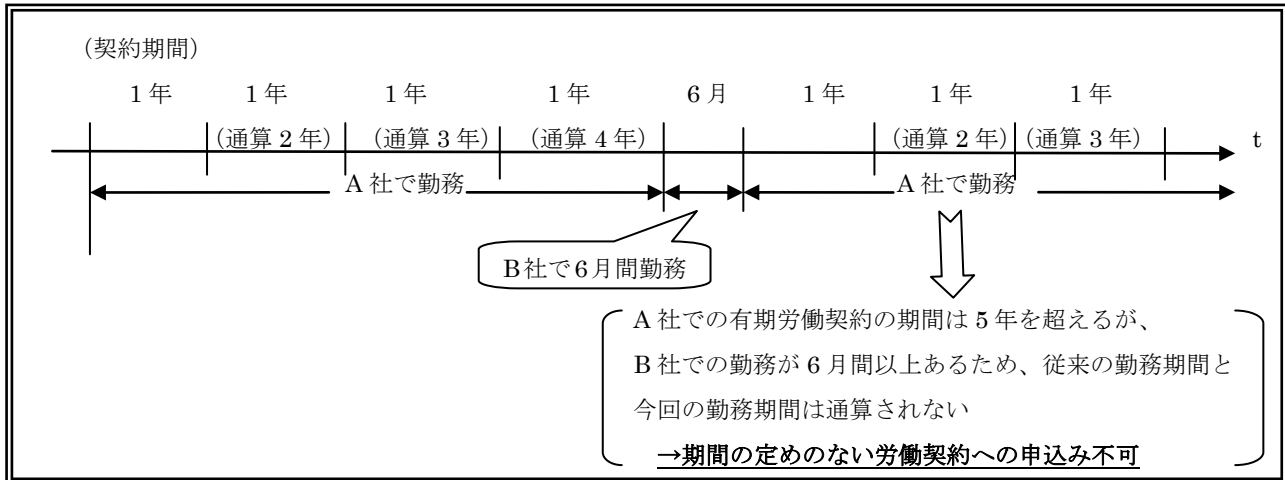 （契約期間）
1年 1年 1年 1年 6月 1年 1年 1年
（通算2年） （通算3年） （通算4年） （通算2年） （通算3年） t
A社で勤務 A社で勤務
B社で6月間勤務
A社での有期労働契約の期間は5年を超えるが、
B社での勤務が6月間以上あるため、従来の勤務期間と
今回の勤務期間は通算されない
→期間の定めのない労働契約への申込み不可